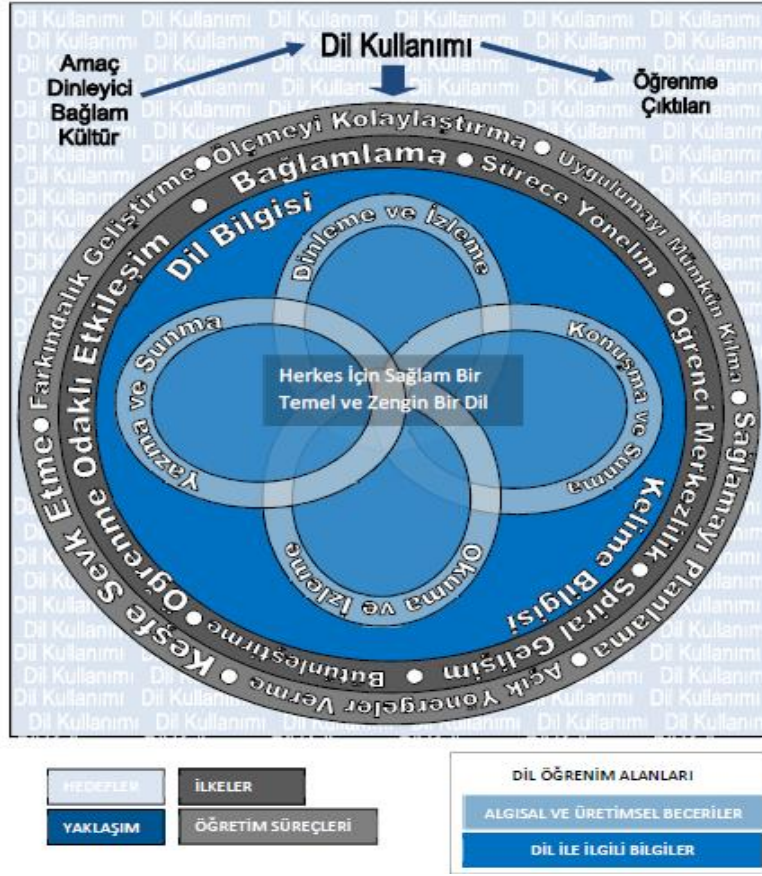 Dil Kullanımı
Amaç
Dinleyici
Bağlam
Kültür
Öğrenme
Çıktıları
Farkındalık Geliştirme ● Ölçmeyi Kolaylaştırma ● Uygulumayı Mümkün Kılma ● Sağlamayı Planlama ● Açık Yönergeler Verme ● Keşfe Sevk Etme ●
Öğrenme Odaklı Etkileşim ● Bağlamlama ● Sürece Yönelim ● Öğrenci Merkezlilik ● Spiral Gelişim ● Bütünleştirme ●
Dil Bilgisi
Dinleme ve İzleme
Yazma ve Sunma
Konuşma ve Sunma
Herkes İçin Sağlam Bir
Temel ve Zengin Bir Dil
Okuma ve İzleme
Kelime Bilgisi
HEDEFLER
İLKELER
YAKLAŞIM
ÖĞRETİM SÜREÇLERİ
DİL ÖĞRENİM ALANLARI
ALGISAL VE ÜRETİMSEL BECERİLER
DİL İLE İLGİLİ BİLGİLER